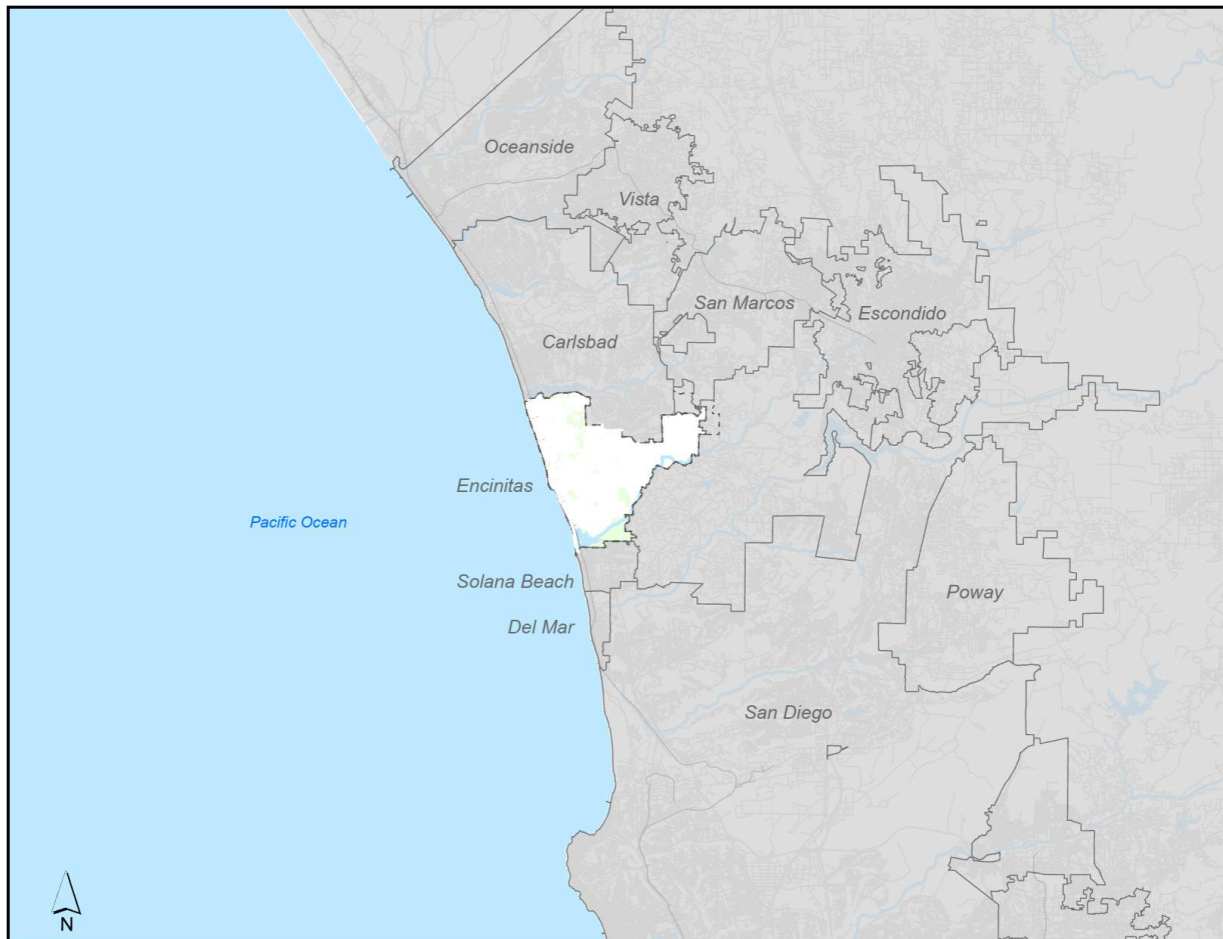 Oceanside
Vista
San Marcos
Escondido
Carlsbad
Encinitas
Pacific Ocean
Solana Beach
Poway
Del Mar
San Diego
N